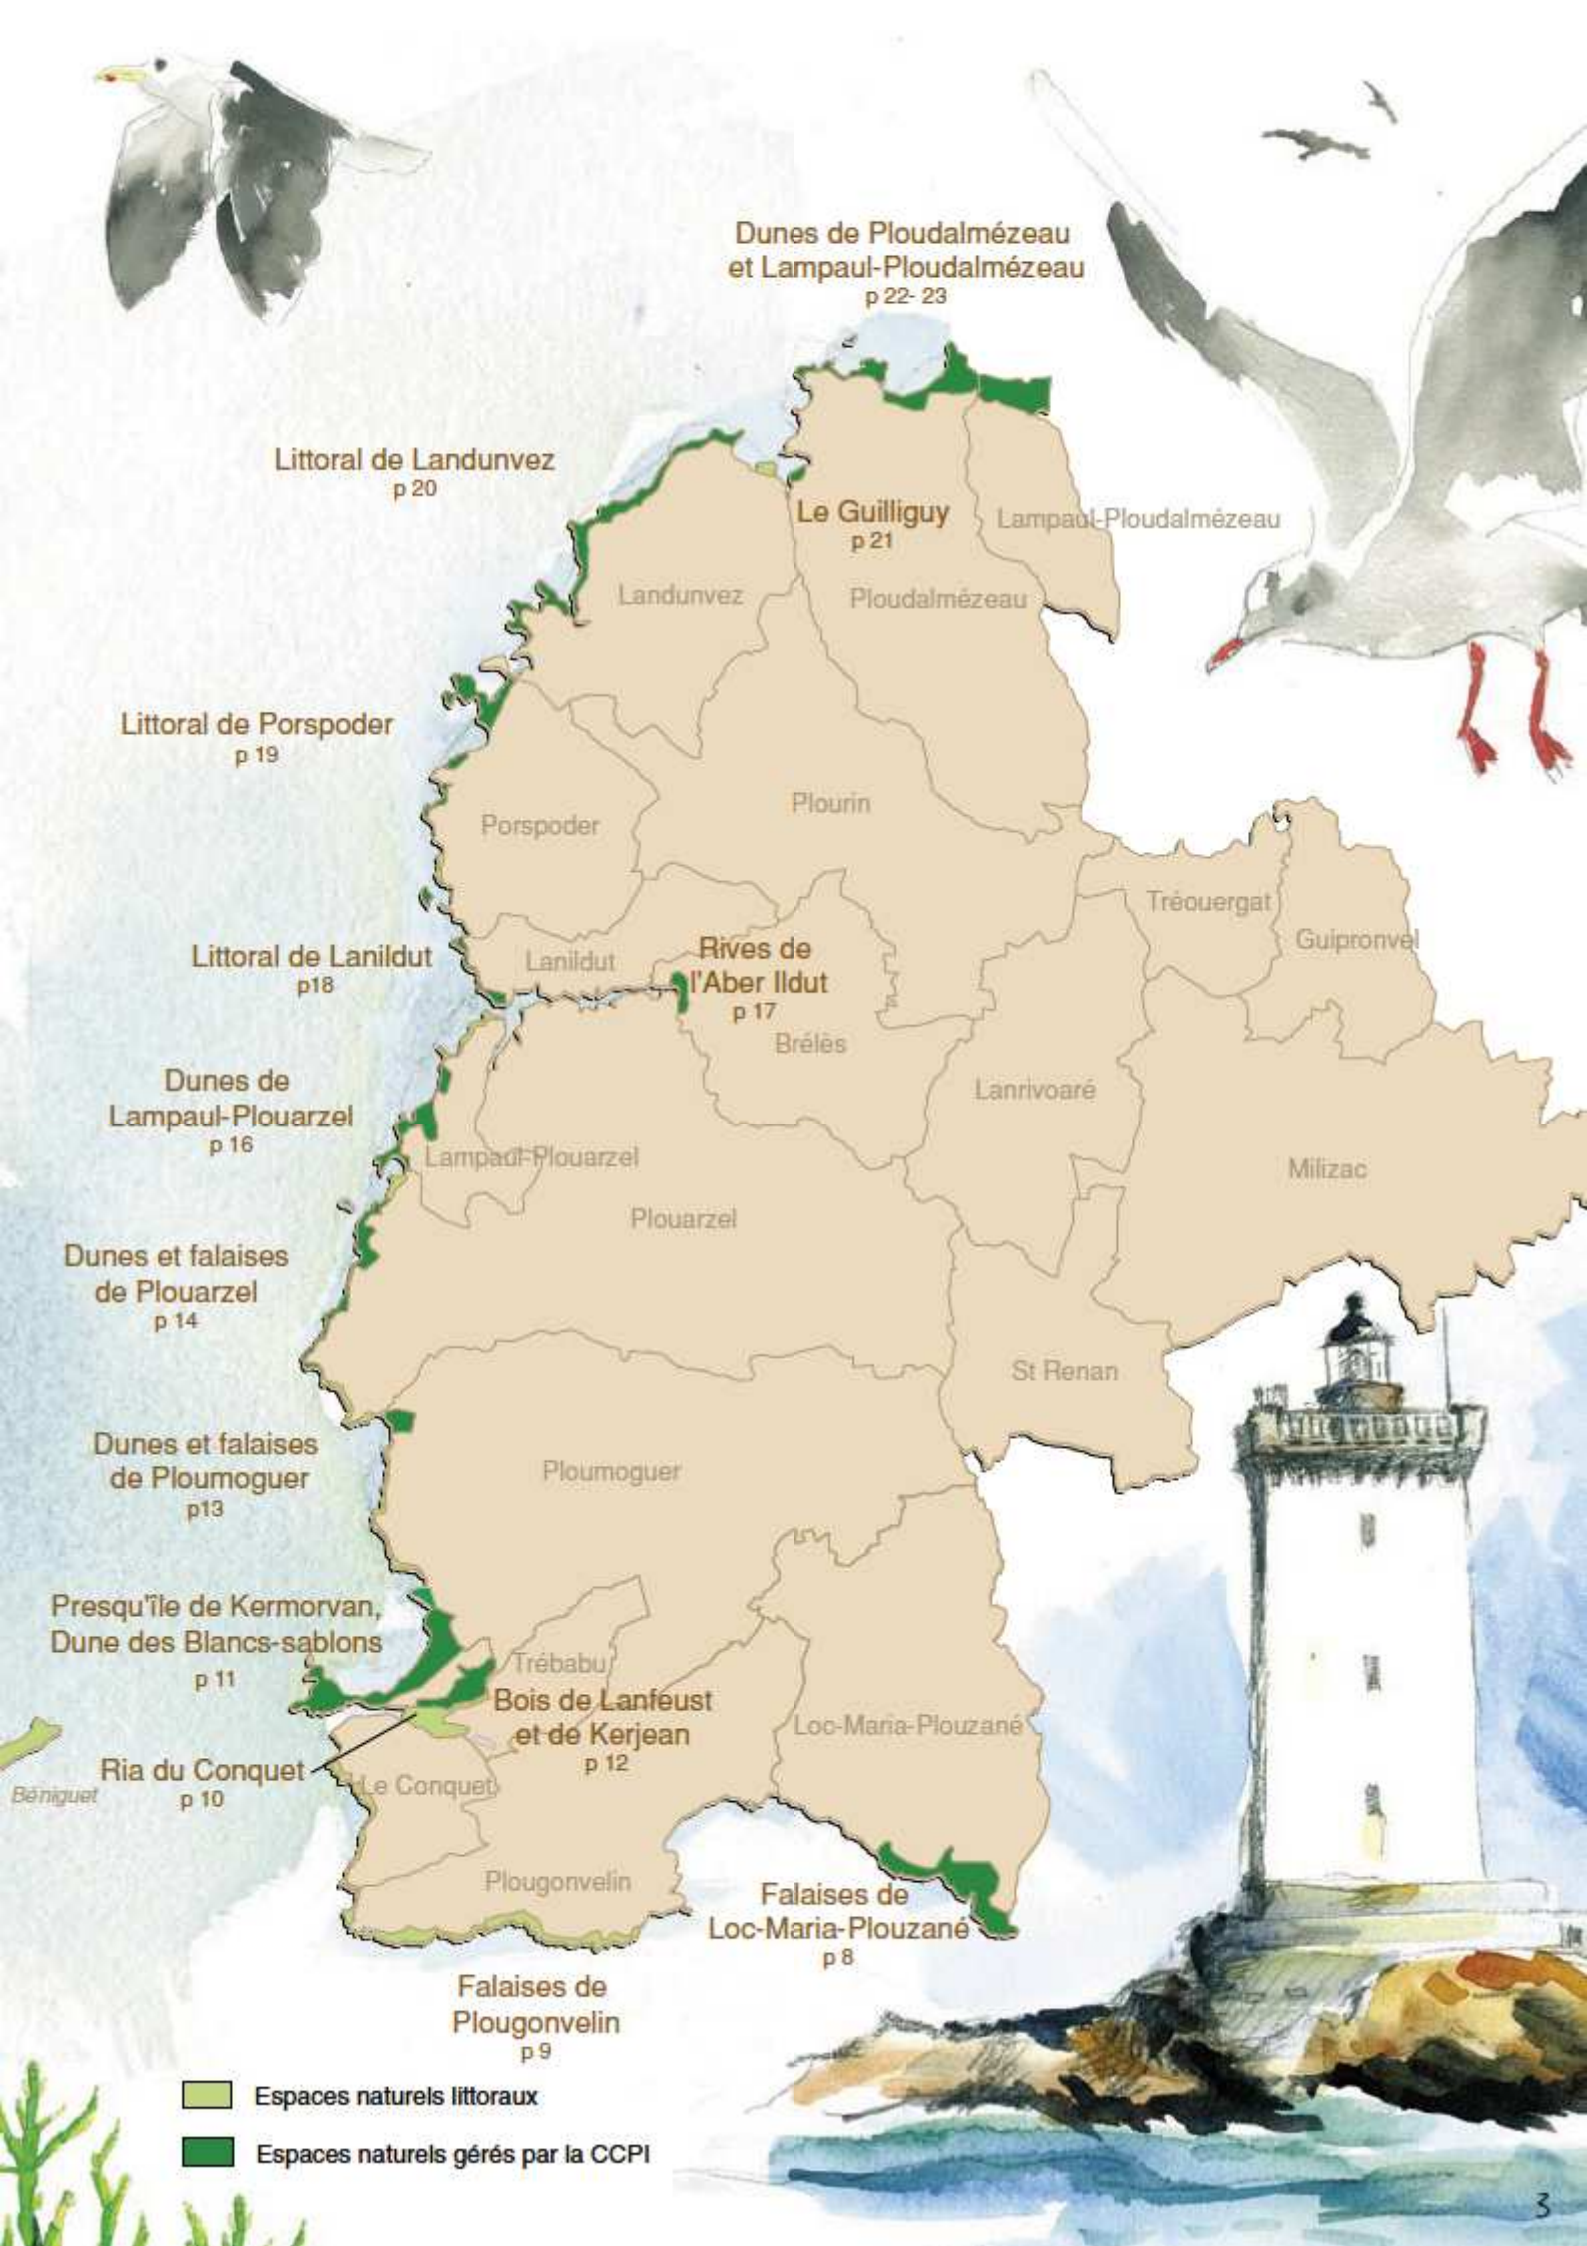 Dunes de Ploudalmézeau
et Lampaul-Ploudalmézeau
p 22- 23
Littoral de Landunvez
p 20
Le Guilliguy
p 21
Lampaul-Ploudalmézeau
Landunvez
Ploudalmézeau
Littoral de Porspoder
p 19
Plourin
Porspoder
Tréouergat
Guipronvel
Littoral de Lanildut
p18
Lanildut
Rives de
l'Aber Ildut
p 17
Brélès
Dunes de
Lampaul-Plouarzel
p 16
Lanrivoaré
Lampaul-Plouarzel
Milizac
Plouarzel
Dunes et falaises
de Plouarzel
p 14
St Renan
Dunes et falaises
de Ploumoguer
p13
Ploumoguer
Presqu'île de Kermorvan,
Dune des Blancs-sablons
p 11
Trébabu
Bois de Lanfeust
et de Kerjean
p 12
Loc-Maria-Plouzané
Ria du Conquet
p 10
Béniguet
Le Conquet
Plougonvelin
Falaises de
Loc-Maria-Plouzané
p 8
Falaises de
Plougonvelin
p 9
Espaces naturels littoraux
Espaces naturels gérés par la CCPI
3